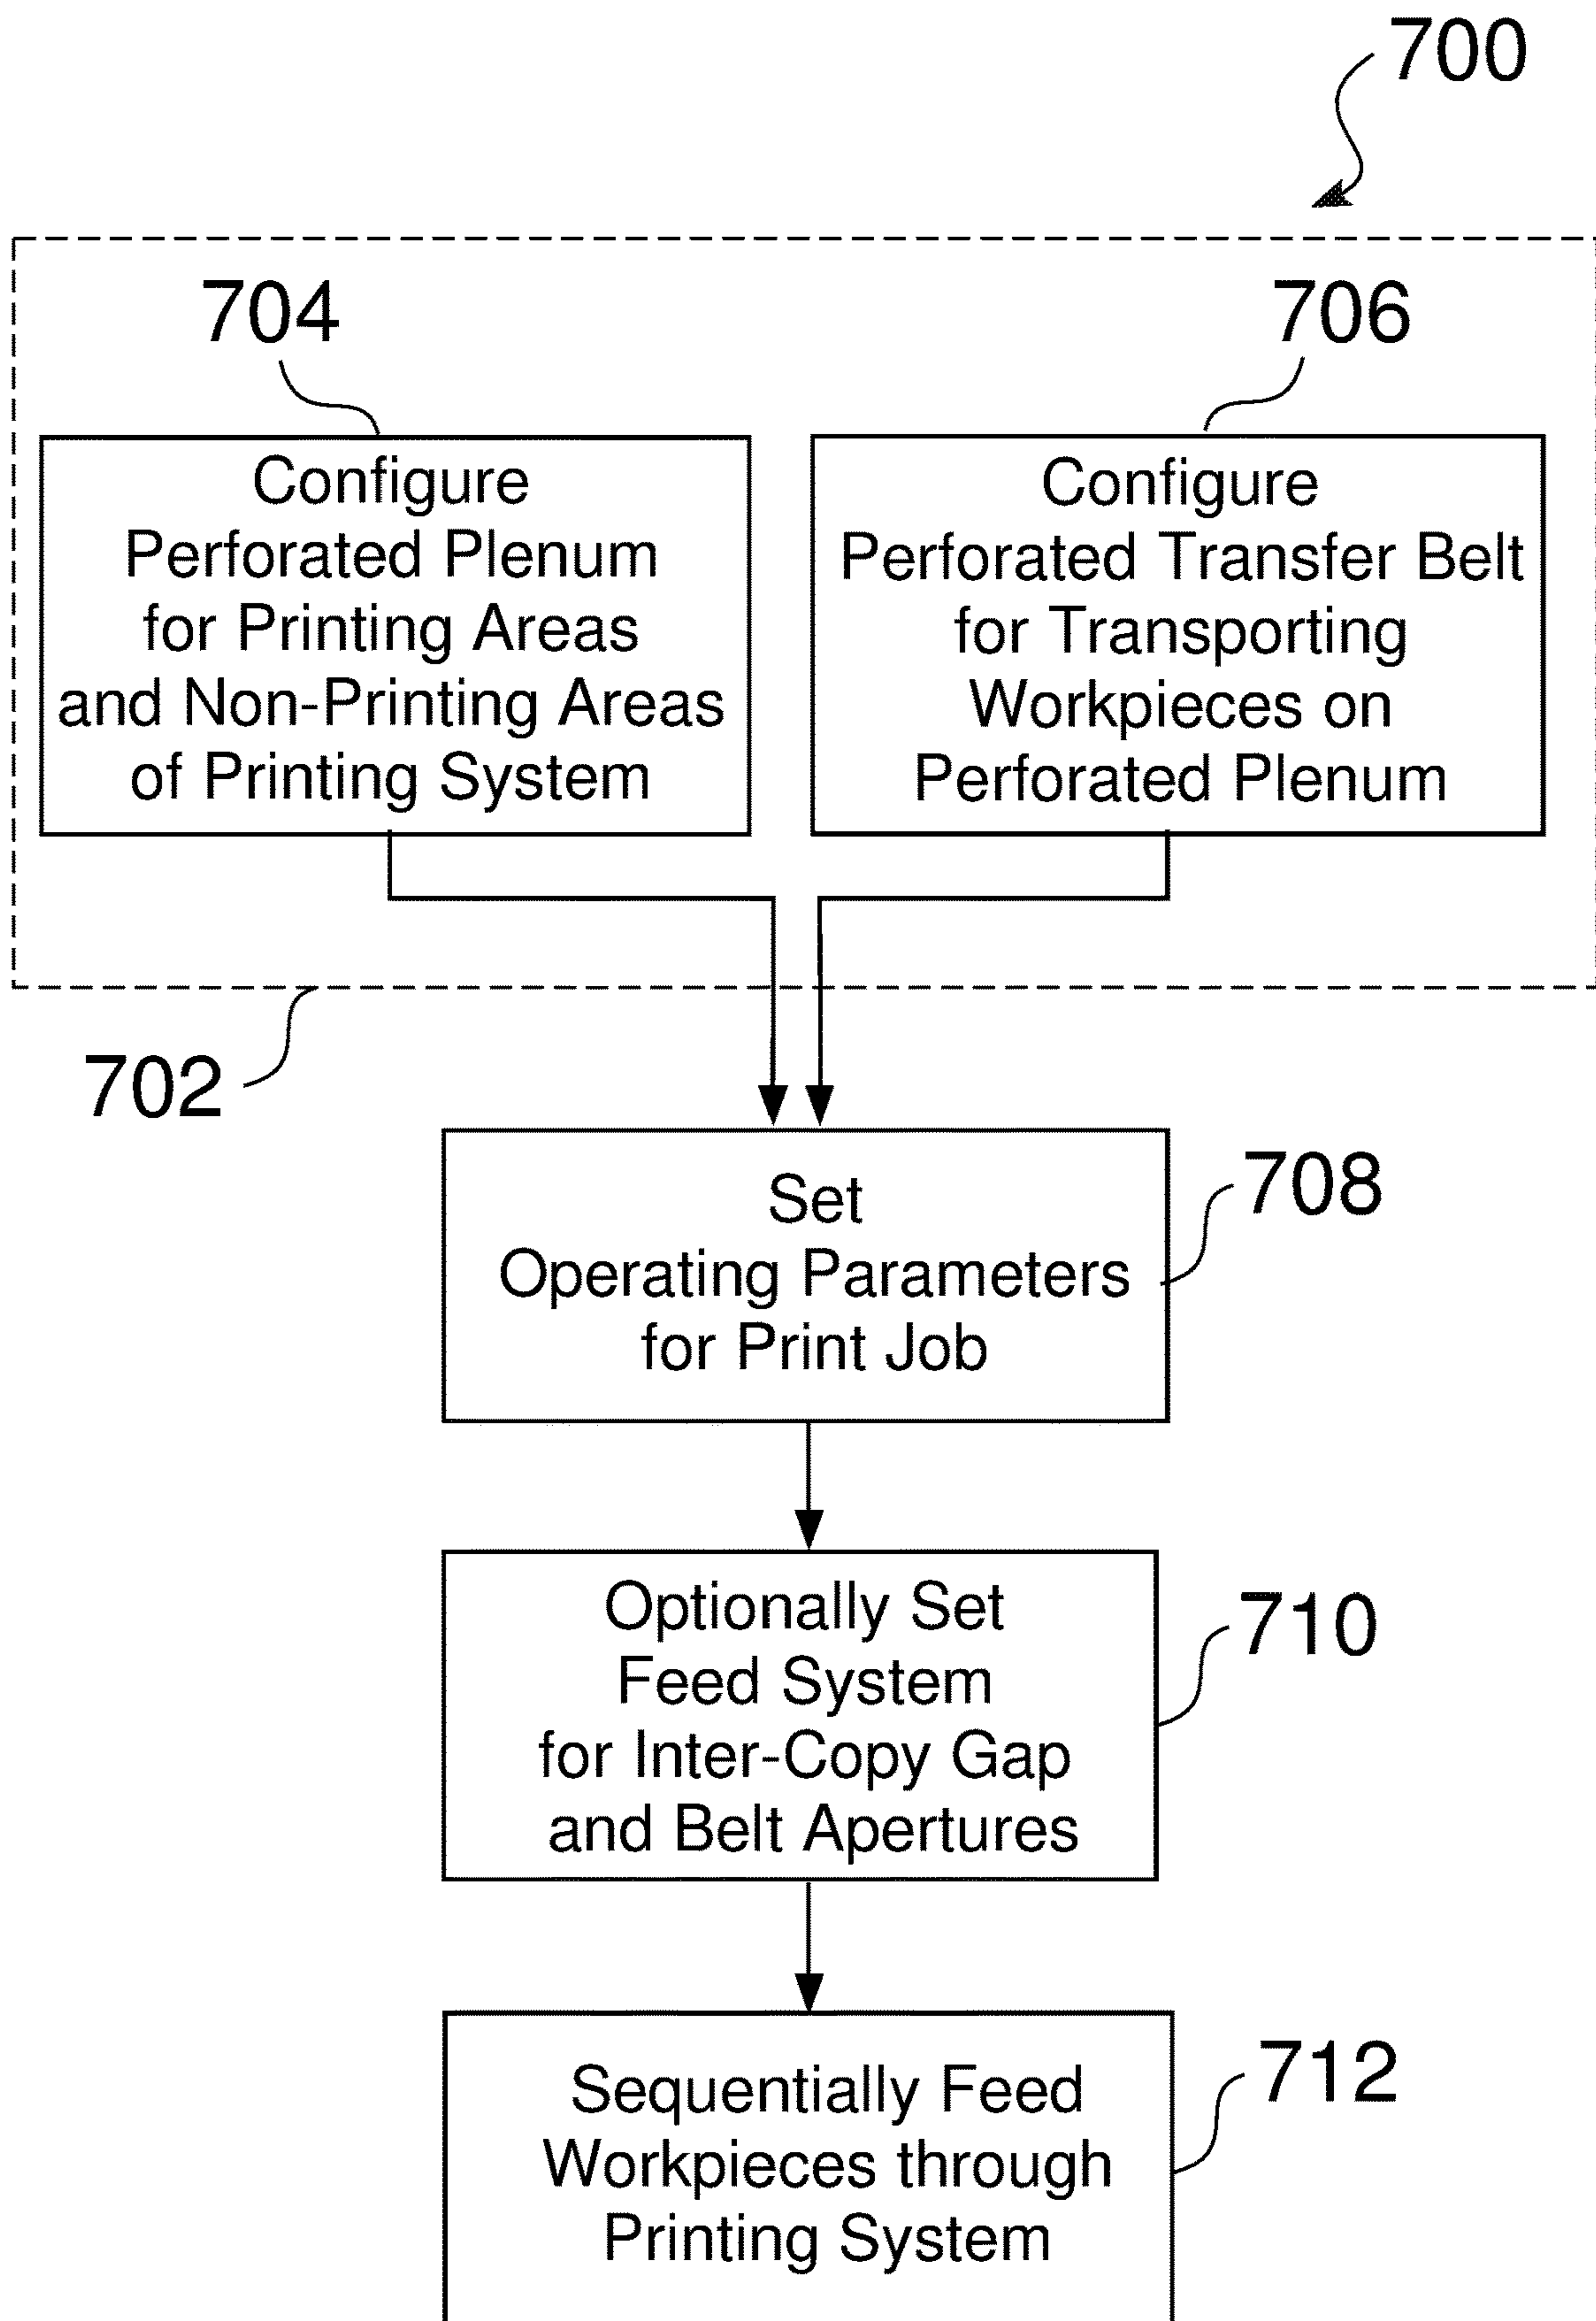 700
704
706
Configure
Perforated Plenum
for Printing Areas
and Non-Printing Areas
of Printing System
Configure
Perforated Transfer Belt
for Transporting
Workpieces on
Perforated Plenum
702
Set
Operating Parameters
for Print Job
708
Optionally Set
Feed System
for Inter-Copy Gap
and Belt Apertures
710
Sequentially Feed
Workpieces through
Printing System
712